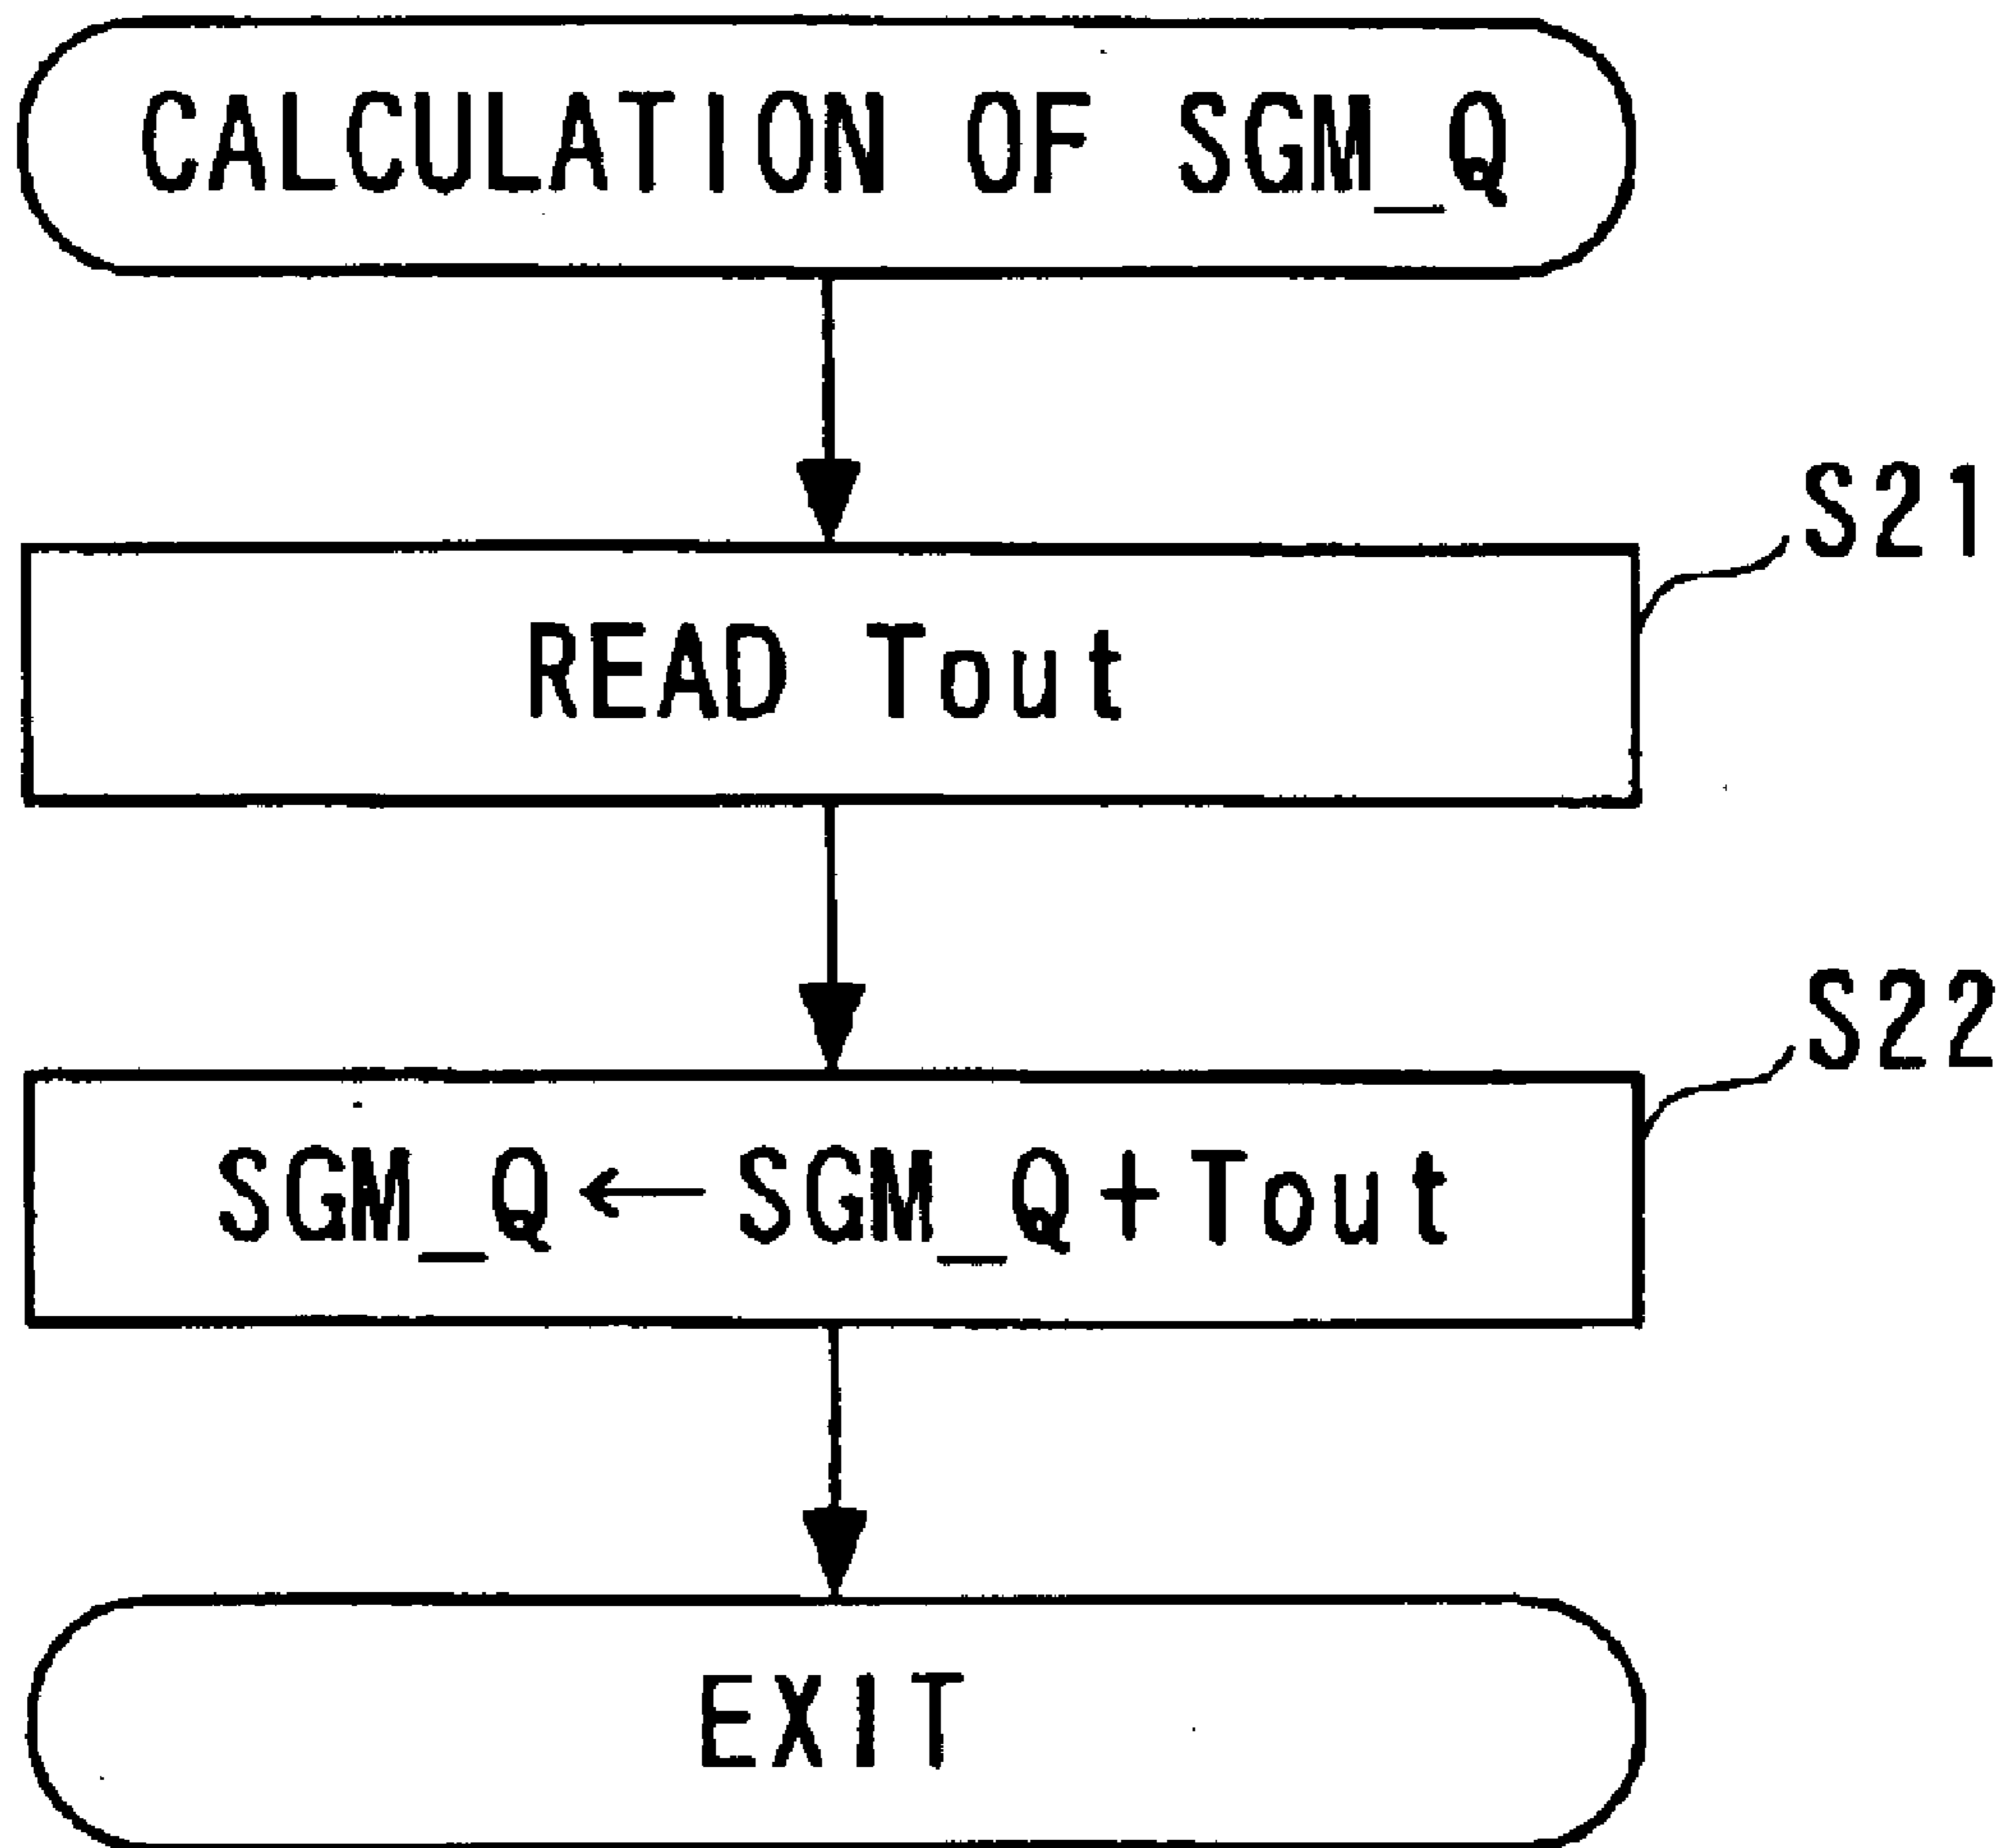 CALCULATION OF SGM_Q
S21
READ Tout
S22
SGM_Q←SGM_Q+Tout
EXIT